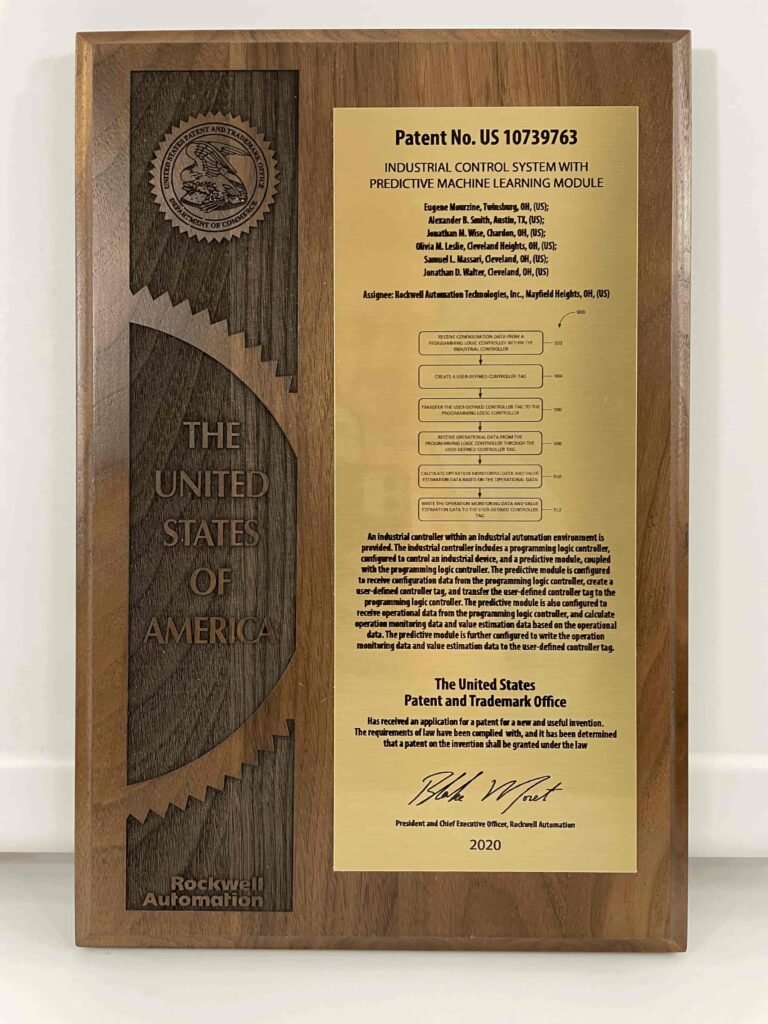 UNITED STATES PATENT AND TRADEMARK OFFICE
DEPARTMENT OF COMMERCE
THE
UNITED
STATES
OF
AMERICA
Rockwell
Automation
Patent No. US 10739763
INDUSTRIAL CONTROL SYSTEM WITH
PREDICTIVE MACHINE LEARNING MODULE
Eugene Mourzine, Twinsburg, OH, (US);
Alexander B. Smith, Austin, TX, (US);
Jonathan M. Wise, Chardon, OH, (US);
Olivia M. Leslie, Cleveland Heights, OH, (US);
Samuel L. Massari, Cleveland, OH, (US);
Jonathan D. Walter, Cleveland, OH, (US)
Assignee: Rockwell Automation Technologies, Inc., Mayfield Heights, OH, (US)
900
RECEIVE CONFIGURATION DATA FROM A
PROGRAMMING LOGIC CONTROLLER WITHIN THE
INDUSTRIAL CONTROLLER
902
CREATE A USER-DEFINED CONTROLLER TAG
904
TRANSFER THE USER-DEFINED CONTROLLER TAG TO THE
PROGRAMMING LOGIC CONTROLLER
906
RECEIVE OPERATIONAL DATA FROM THE
PROGRAMMING LOGIC CONTROLLER THROUGH THE
USER-DEFINED CONTROLLER TAG
908
CALCULATE OPERATION MONITORING DATA AND VALUE
ESTIMATION DATA BASED ON THE OPERATIONAL DATA
910
WRITE THE OPERATION MONITORING DATA AND VALUE
ESTIMATION DATA TO THE USER-DEFINED CONTROLLER
TAG
912
An industrial controller within an industrial automation environment is
provided. The industrial controller includes a programming logic controller,
configured to control an industrial device, and a predictive module, coupled
with the programming logic controller. The predictive module is configured
to receive configuration data from the programming logic controller, create a
user-defined controller tag, and transfer the user-defined controller tag to the
programming logic controller. The predictive module is also configured to
receive operational data from the programming logic controller, and calculate
operation monitoring data and value estimation data based on the operational
data. The predictive module is further configured to write the operation
monitoring data and value estimation data to the user-defined controller tag.
The United States
Patent and Trademark Office
Has received an application for a patent for a new and useful invention.
The requirements of law have been complied with, and it has been determined
that a patent on the invention shall be granted under the law
Blake Moret
President and Chief Executive Officer, Rockwell Automation
2020